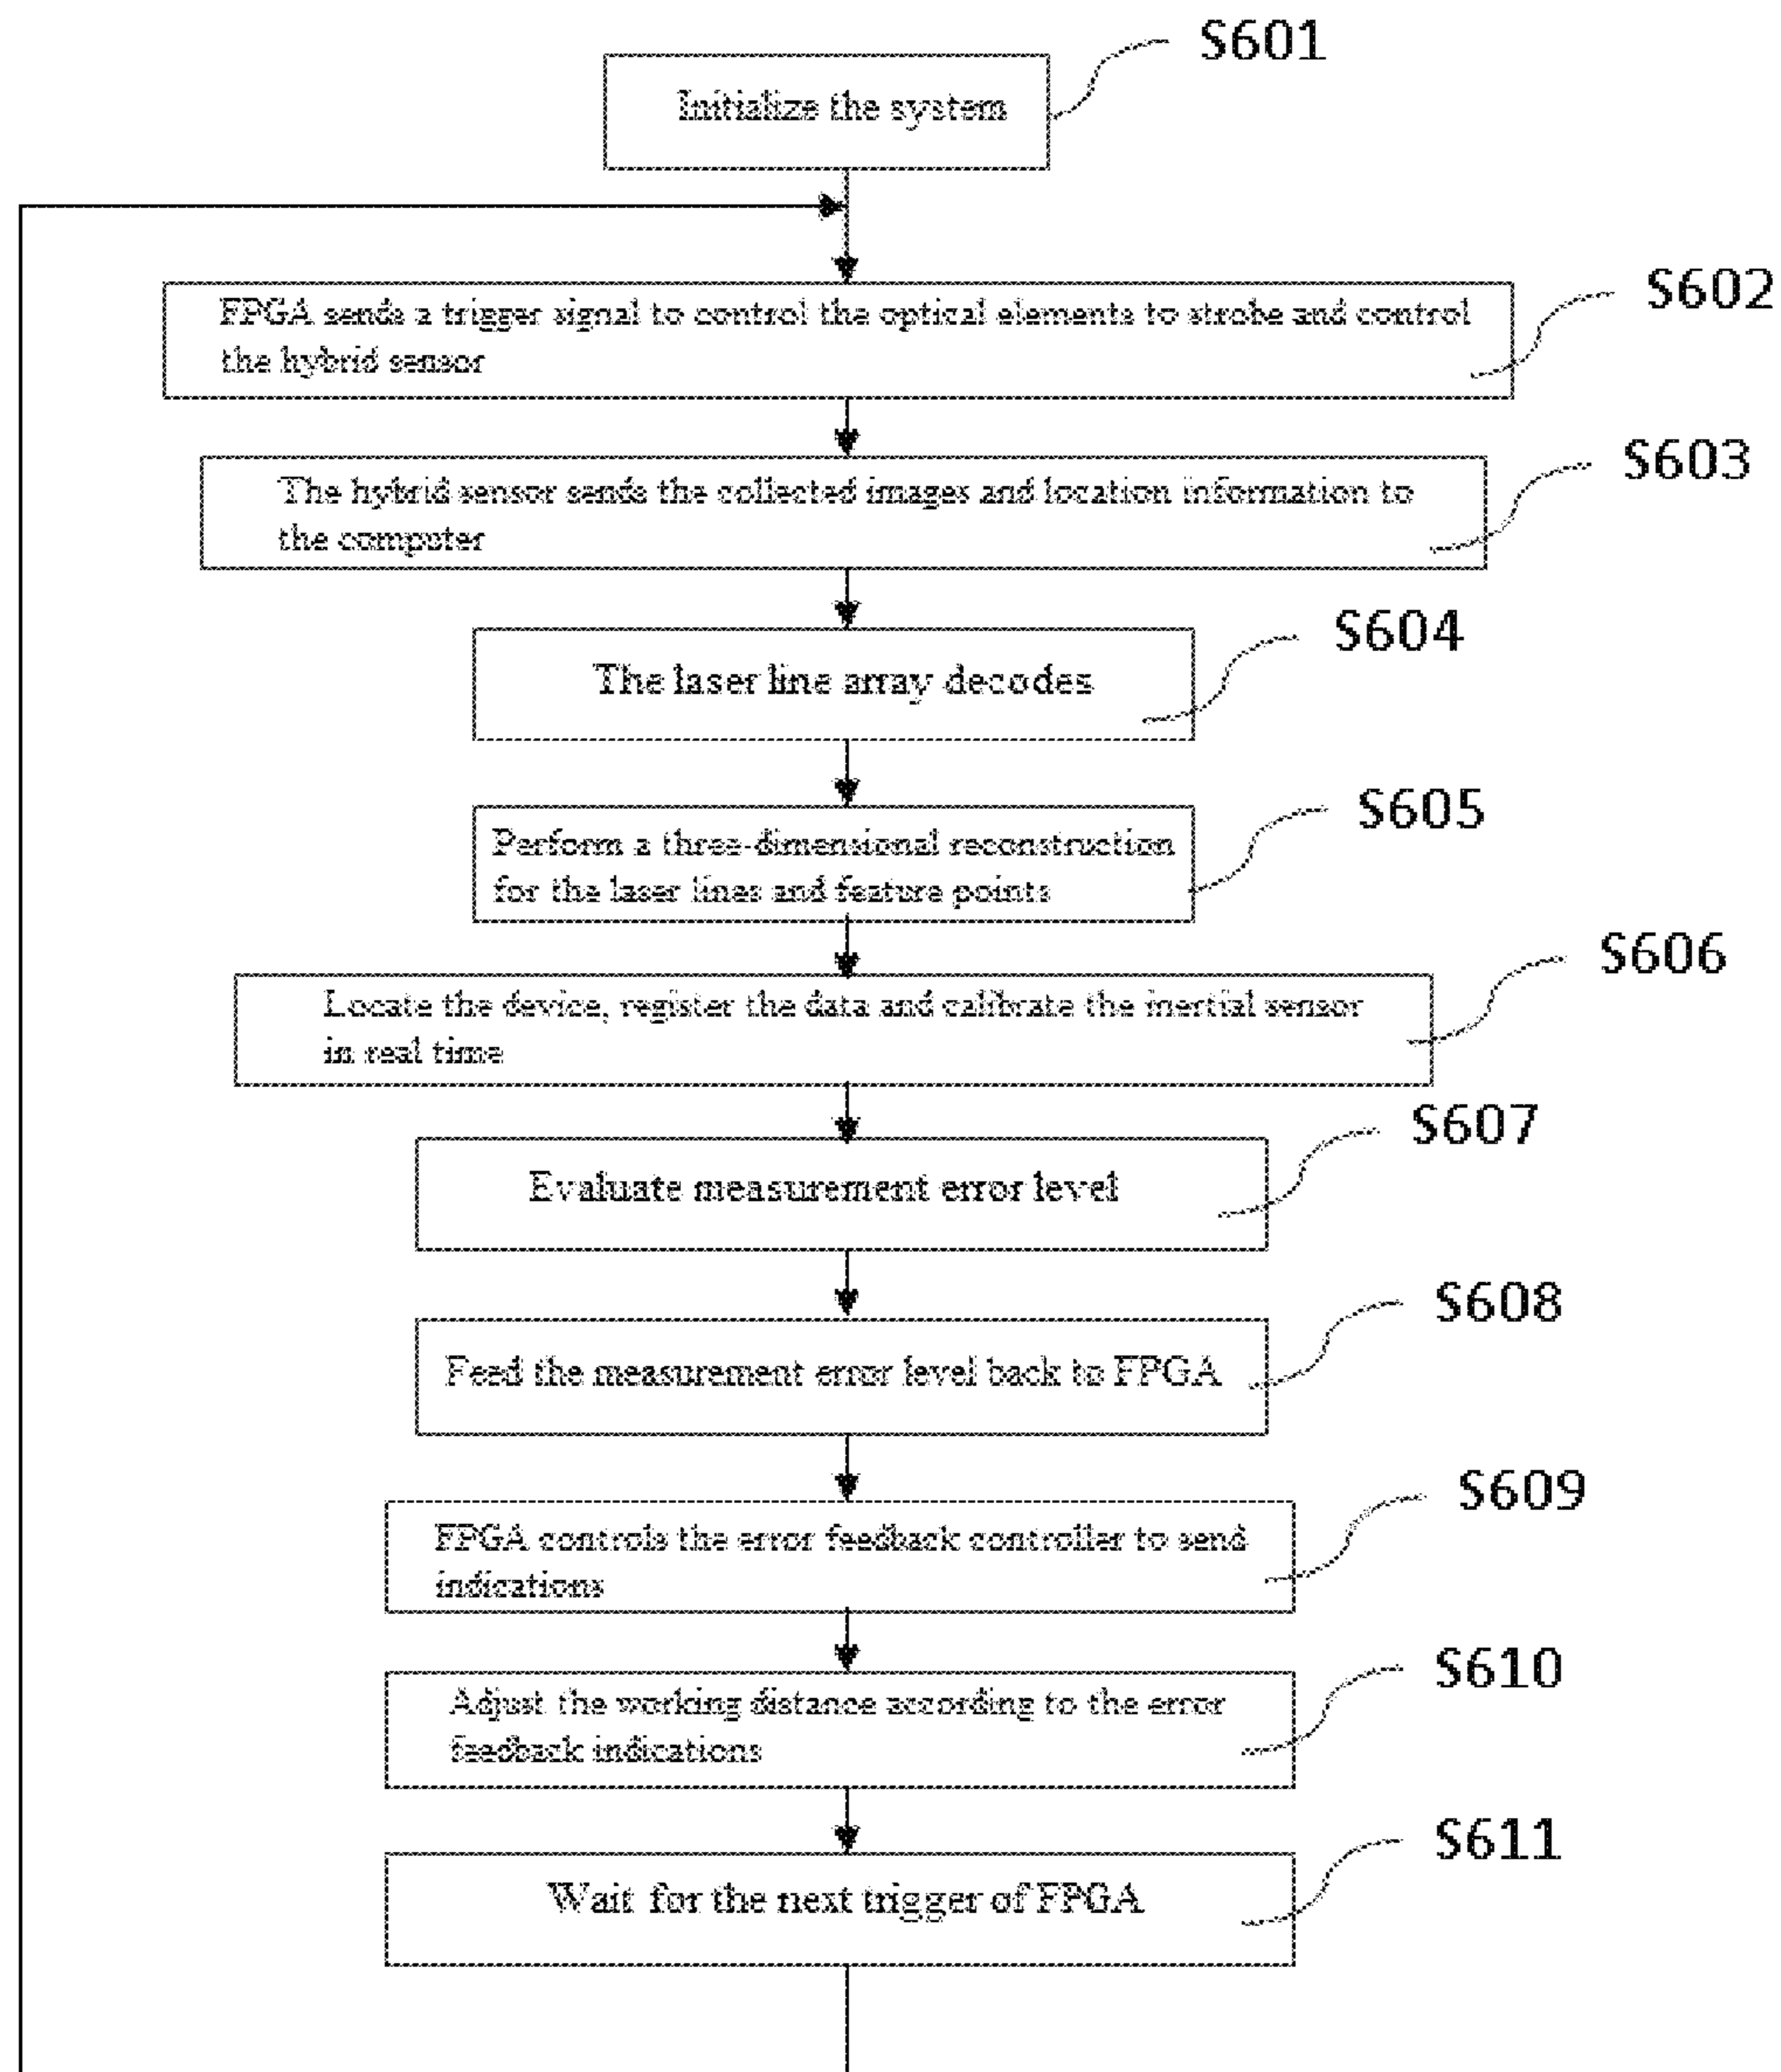 S601
Initialize the system
S602
FPGA sends a trigger signal to control the optical elements to strobe and control
the hybrid sensor
S603
The hybrid sensor sends the collected images and location information to
the computer
S604
The laser line array decodes
S605
Perform a three-dimensional reconstruction
for the laser lines and feature points
S606
Locate the device, register the data and calibrate the inertial sensor
in real time
S607
Evaluate measurement error level
S608
Feed the measurement error level back to FPGA
S609
FPGA controls the error feedback controller to send
indications
S610
Adjust the working distance according to the error
feedback indications
S611
Wait for the next trigger of FPGA